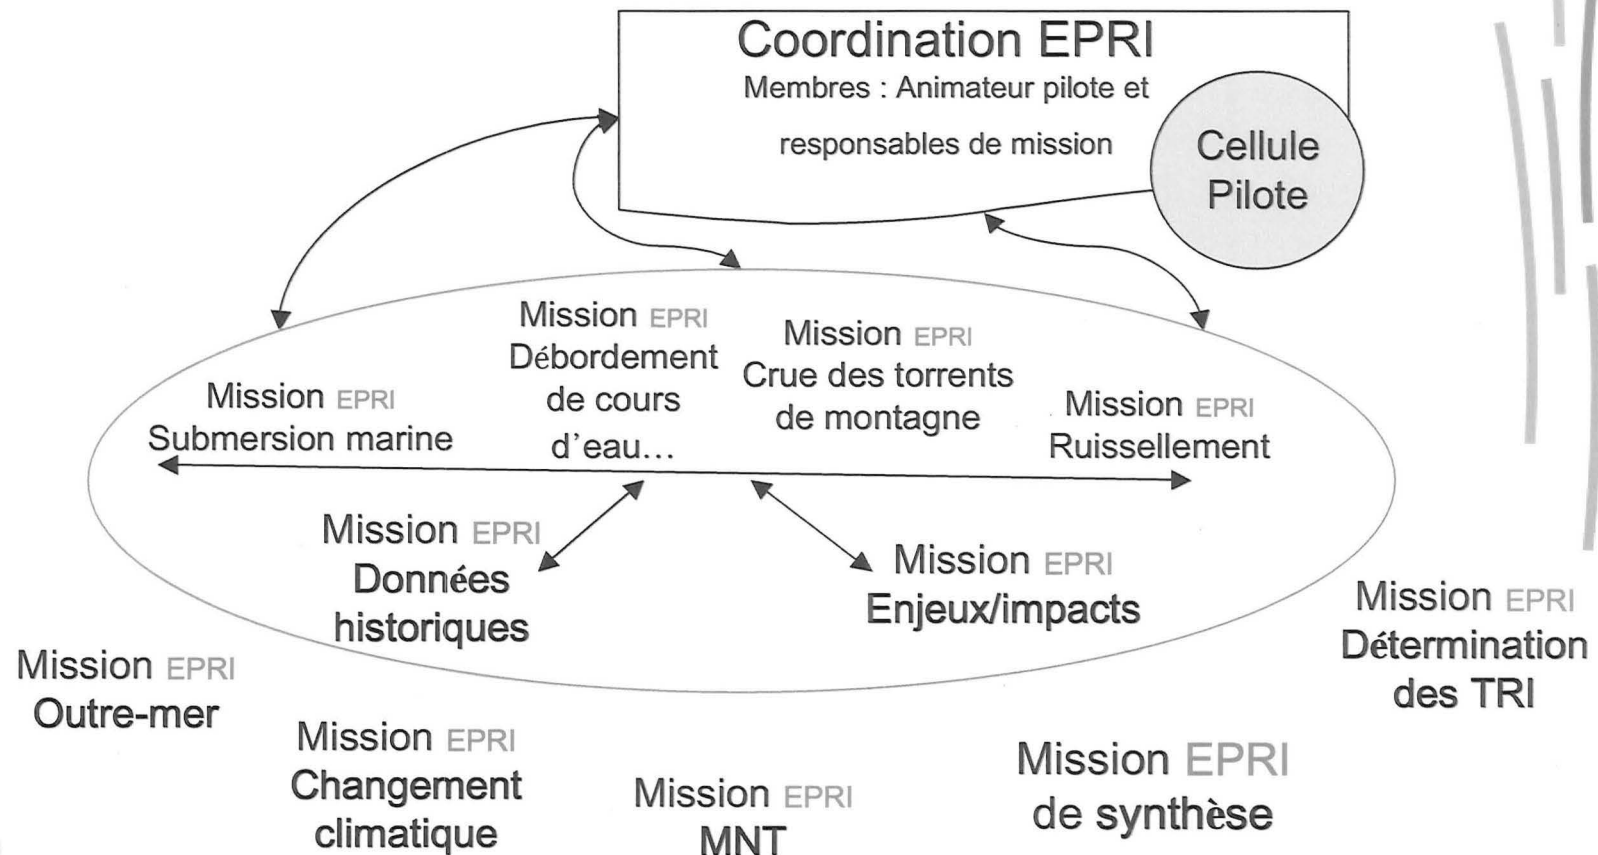 Coordination EPRI
Membres : Animateur pilote et
responsables de mission
Cellule
Pilote
Mission EPRI
Submersion marine
Mission EPRI
Débordement
de cours
d'eau...
Mission EPRI
Crue des torrents
de montagne
Mission EPRI
Ruissellement
Mission EPRI
Données
historiques
Mission EPRI
Enjeux/impacts
Mission EPRI
Outre-mer
Mission EPRI
Changement
climatique
Mission EPRI
MNT
Mission EPRI
de synthèse
Mission EPRI
Détermination
des TRI